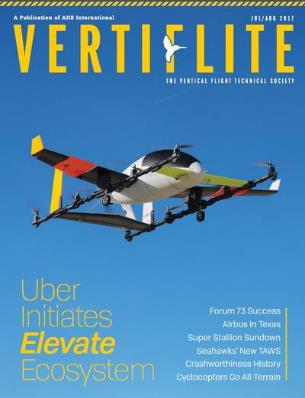 A Publication of AHS International
JUL/AUG 2017
VERTIFLITE
THE VERTICAL FLIGHT TECHNICAL SOCIETY
Uber
Initiates
Elevate
Ecosystem
Forum 73 Success
Airbus In Texas
Super Stallion Sundown
Seahawks' New TAWS
Crashworthiness History
Cyclocopters Go All Terrain